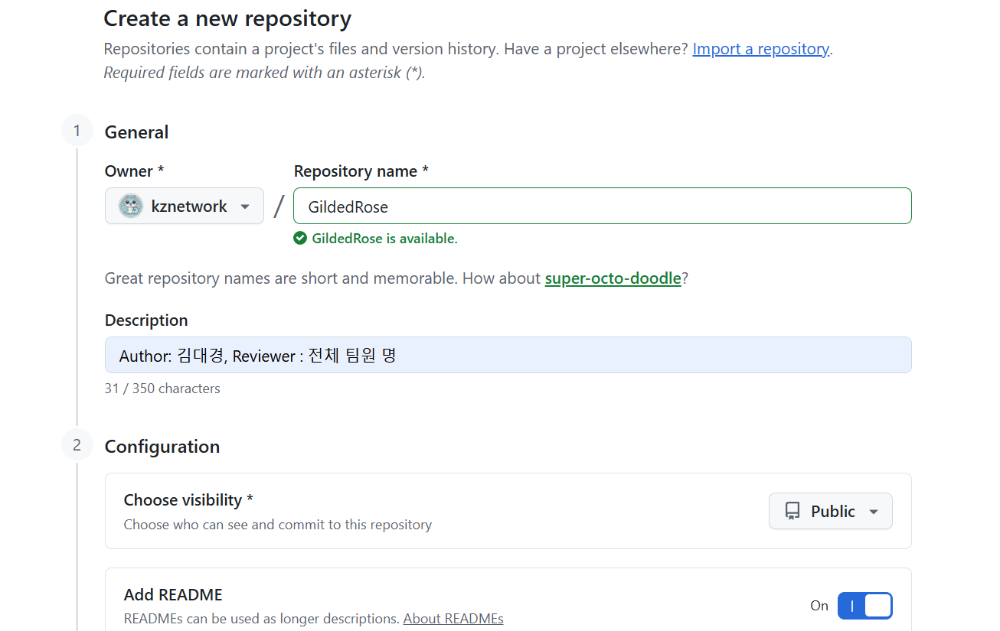 Create a new repository
Repositories contain a project's files and version history. Have a project elsewhere? Import a repository.
Required fields are marked with an asterisk (*).
1
General
Owner *
Repository name *
kznetwork
/
GildedRose
GildedRose is available.
Great repository names are short and memorable. How about super-octo-doodle?
Description
Author: 김대경, Reviewer : 전체 팀원 명
31 / 350 characters
2
Configuration
Choose visibility *
Choose who can see and commit to this repository
Public
Add README
READMEs can be used as longer descriptions. About READMEs
On